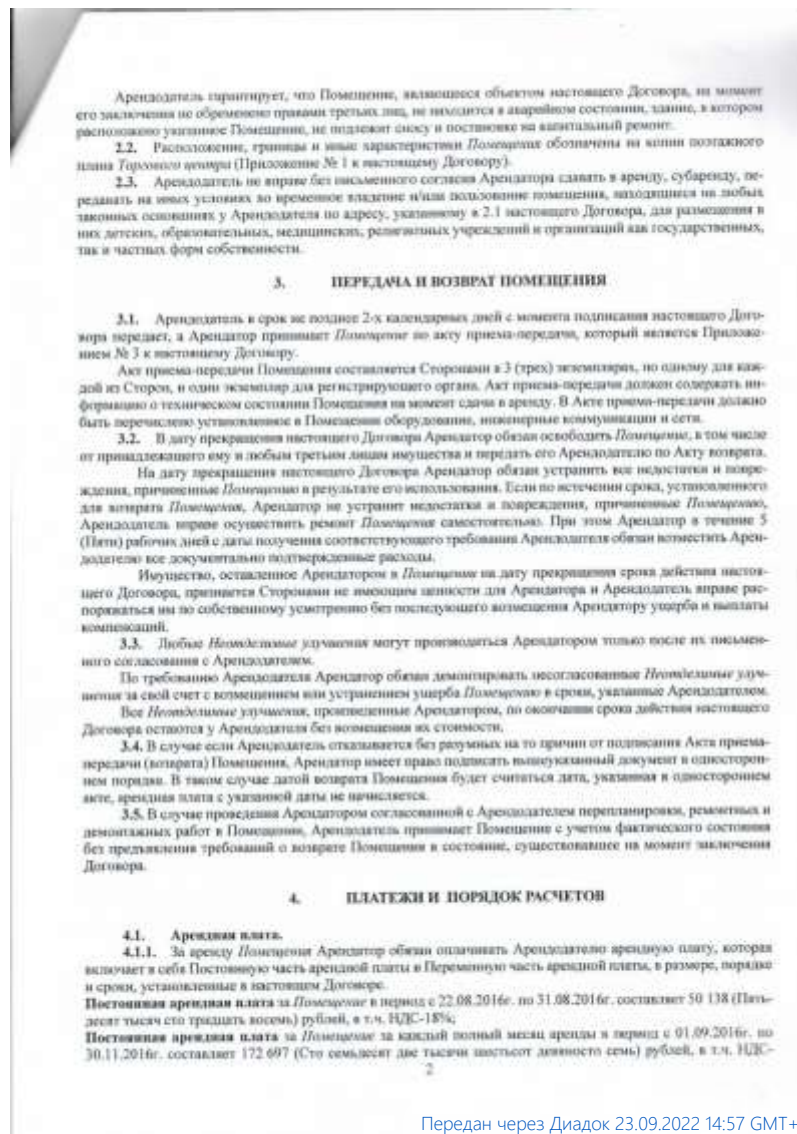 Арендодатель гарантирует, что Помещение, являющееся объектом настоящего Договора, на момент
его заключения не обременено правами третьих лиц, не находится в аварийном состоянии, здание, в котором
расположено указанное Помещение, не подлежит сносу и постановке на капитальный ремонт.
2.2. Расположение, границы и иные характеристики Помещения обозначены на копии поэтажного
плана Торгового центра (Приложение № 1 к настоящему Договору).
2.3. Арендодатель не вправе без письменного согласия Арендатора сдавать в аренду, субаренду, пе-
редавать на иных условиях во временное владение и/или пользование помещения, находящиеся на любых
законных основаниях у Арендодателя по адресу, указанному в 2.1 настоящего Договора, для размещения в
них детских, образовательных, медицинских, религиозных учреждений и организаций как государственных,
так и частных форм собственности.
3. ПЕРЕДАЧА И ВОЗВРАТ ПОМЕЩЕНИЯ
3.1. Арендодатель в срок не позднее 2-х календарных дней с момента подписания настоящего Дого-
вора передает, а Арендатор принимает Помещение по акту приема-передачи, который является Приложе-
нием № 3 к настоящему Договору.
Акт приема-передачи Помещения составляется Сторонами в 3 (трех) экземплярах, по одному для каж-
дой из Сторон, и один экземпляр для регистрирующего органа. Акт приема-передачи должен содержать ин-
формацию о техническом состоянии Помещения на момент сдачи в аренду. В Акте приема-передачи должно
быть перечислено установленное в Помещении оборудование, инженерные коммуникации и сети.
3.2. В дату прекращения настоящего Договора Арендатор обязан освободить Помещение, в том числе
от принадлежащего ему и любым третьим лицам имущества и передать его Арендодателю по Акту возврата.
На дату прекращения настоящего Договора Арендатор обязан устранить все недостатки и повре-
ждения, причиненные Помещению в результате его использования. Если по истечении срока, установленного
для возврата Помещения, Арендатор не устранит недостатки и повреждения, причиненные Помещению,
Арендодатель вправе осуществить ремонт Помещения самостоятельно. При этом Арендатор в течение 5
(Пяти) рабочих дней с даты получения соответствующего требования Арендодателя обязан возместить Арен-
додателю все документально подтвержденные расходы.
Имущество, оставленное Арендатором в Помещении на дату прекращения срока действия настоя-
щего Договора, признается Сторонами не имеющим ценности для Арендатора и Арендодатель вправе рас-
поряжаться им по собственному усмотрению без последующего возмещения Арендатору ущерба и выплаты
компенсаций.
3.3. Любые Неотделимые улучшения могут производиться Арендатором только после их письмен-
ного согласования с Арендодателем.
По требованию Арендодателя Арендатор обязан демонтировать несогласованные Неотделимые улуч-
шения за свой счет с возмещением или устранением ущерба Помещению в сроки, указанные Арендодателем.
Все Неотделимые улучшения, произведенные Арендатором, по окончании срока действия настоящего
Договора остаются у Арендодателя без возмещения их стоимости.
3.4. В случае если Арендодатель отказывается без разумных на то причин от подписания Акта приема-
передачи (возврата) Помещения, Арендатор имеет право подписать вышеуказанный документ в односторон-
нем порядке. В таком случае датой возврата Помещения будет считаться дата, указанная в одностороннем
акте, арендная плата с указанной даты не начисляется.
3.5. В случае проведения Арендатором согласованной с Арендодателем перепланировки, ремонтных и
демонтажных работ в Помещении, Арендодатель принимает Помещение с учетом фактического состояния
без предъявления требований о возврате Помещения в состояние, существовавшее на момент заключения
Договора.
4. ПЛАТЕЖИ И ПОРЯДОК РАСЧЕТОВ
4.1. Арендная плата.
4.1.1. За аренду Помещения Арендатор обязан оплачивать Арендодателю арендную плату, которая
включает в себя Постоянную часть арендной платы и Переменную часть арендной платы, в размере, порядке
и сроки, установленные в настоящем Договоре.
Постоянная арендная плата за Помещение в период с 22.08.2016г. по 31.08.2016г. составляет 50 138 (Пять-
десят тысяч сто тридцать восемь) рублей, в т.ч. НДС-18%;
Постоянная арендная плата за Помещение за каждый полный месяц аренды в период с 01.09.2016г. по
30.11.2016г. составляет 172 697 (Сто семьдесят две тысячи шестьсот девяносто семь) рублей, в т.ч. НДС-
2
Передан через Диадок 23.09.2022 14:57 GMT+